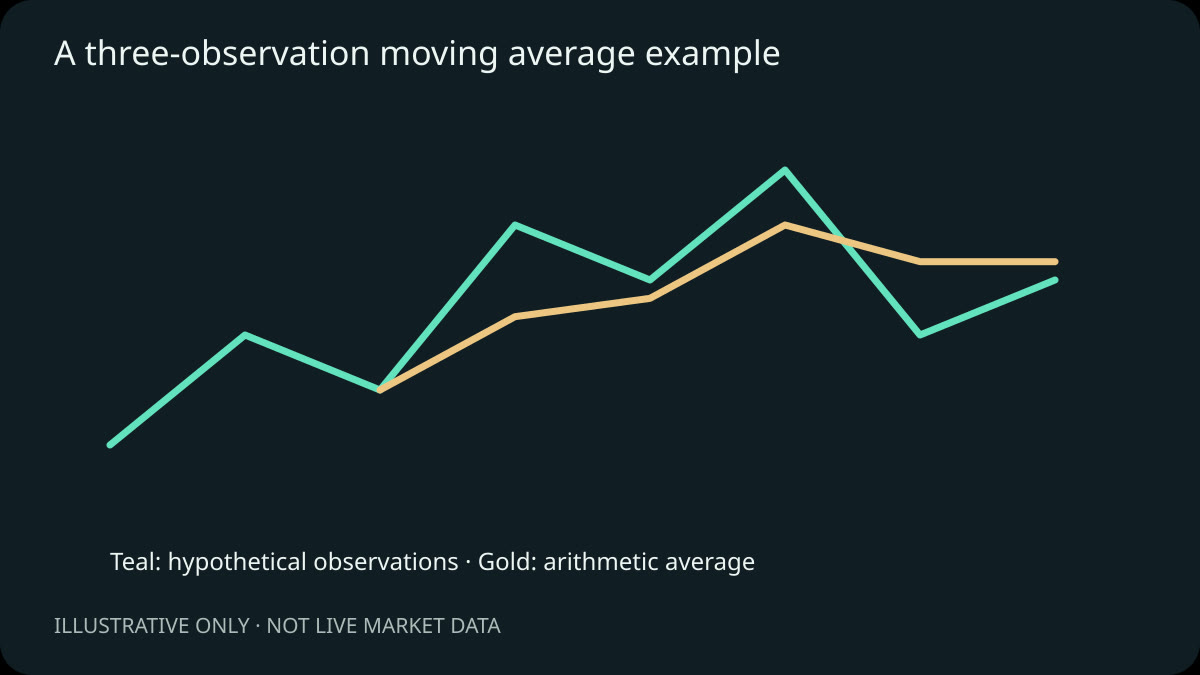 A three-observation moving average example
Teal: hypothetical observations · Gold: arithmetic average
ILLUSTRATIVE ONLY · NOT LIVE MARKET DATA